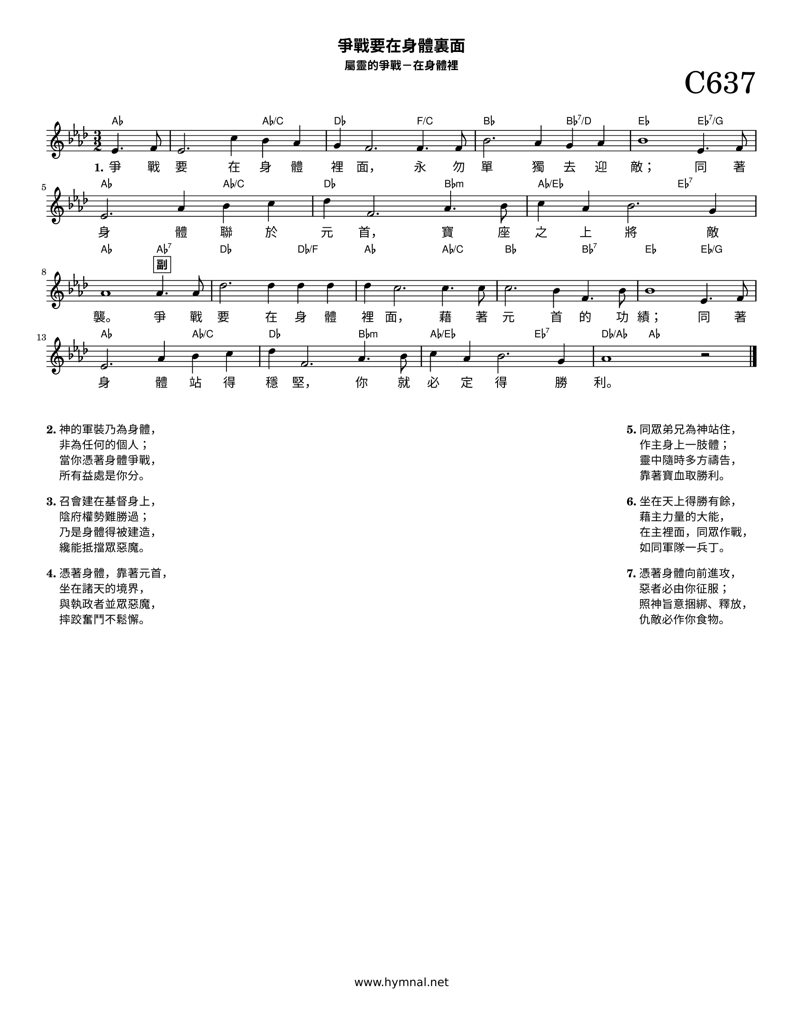 爭戰要在身體裏面
屬靈的爭戰－在身體裡
C637
A♭ A♭/C D♭ F/C B♭ B♭7/D E♭ E♭7/G
3/2
1. 爭 戰 要 在 身 體 裡 面， 永 勿 單 獨 去 迎 敵； 同 著
5 A♭ A♭/C D♭ B♭m A♭/E♭ E♭7
身 體 聯 於 元 首， 寶 座 之 上 將 敵
A♭ A♭7 D♭ D♭/F A♭ A♭/C B♭ B♭7 E♭ E♭/G
8 副
襲。 爭 戰 要 在 身 體 裡 面， 藉 著 元 首 的 功 績； 同 著
13 A♭ A♭/C D♭ B♭m A♭/E♭ E♭7 D♭/A♭ A♭
身 體 站 得 穩 堅， 你 就 必 定 得 勝 利。
2. 神的軍裝乃為身體，
非為任何的個人；
當你憑著身體爭戰，
所有益處是你分。
3. 召會建在基督身上，
陰府權勢難勝過；
乃是身體得被建造，
纔能抵擋眾惡魔。
4. 憑著身體，靠著元首，
坐在諸天的境界，
與執政者並眾惡魔，
摔跤奮鬥不鬆懈。
5. 同眾弟兄為神站住，
作主身上一肢體；
靈中隨時多方禱告，
靠著寶血取勝利。
6. 坐在天上得勝有餘，
藉主力量的大能，
在主裡面，同眾作戰，
如同軍隊一兵丁。
7. 憑著身體向前進攻，
惡者必由你征服；
照神旨意捆綁、釋放，
仇敵必作你食物。
www.hymnal.net